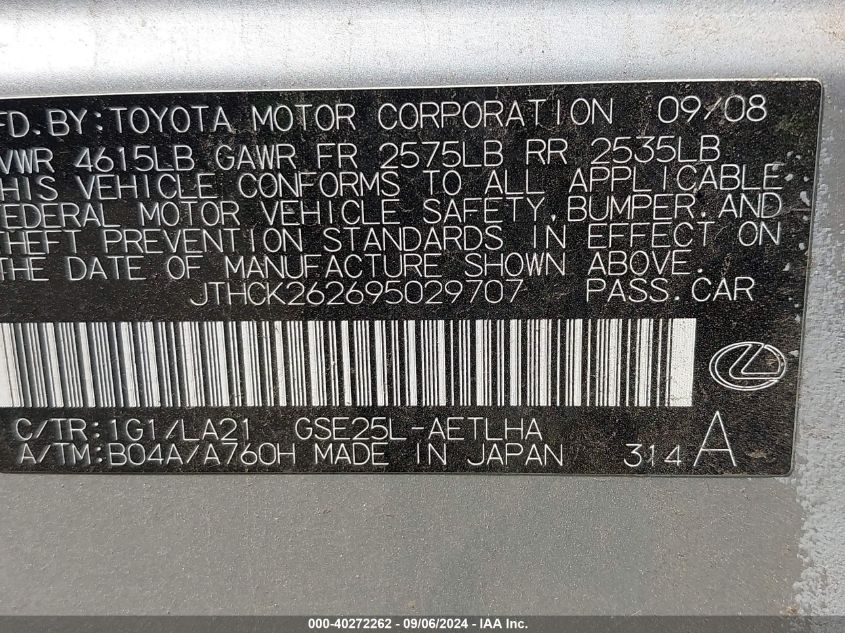 FD. BY: TOYOTA MOTOR CORPORATION 09/08
VWR 4615LB GAWR FR 2575LB RR 2535LB
THIS VEHICLE CONFORMS TO ALL APPLICABLE
FEDERAL MOTOR VEHICLE SAFETY, BUMPER, AND
THEFT PREVENTION STANDARDS IN EFFECT ON
THE DATE OF MANUFACTURE SHOWN ABOVE.
JTHCK262695029707 PASS. CAR
C/TR: 1G1/LA21 GSE25L-AETLHA
A/TM: B04A/A760H MADE IN JAPAN 314 A
000-40272262 - 09/06/2024 - IAA Inc.